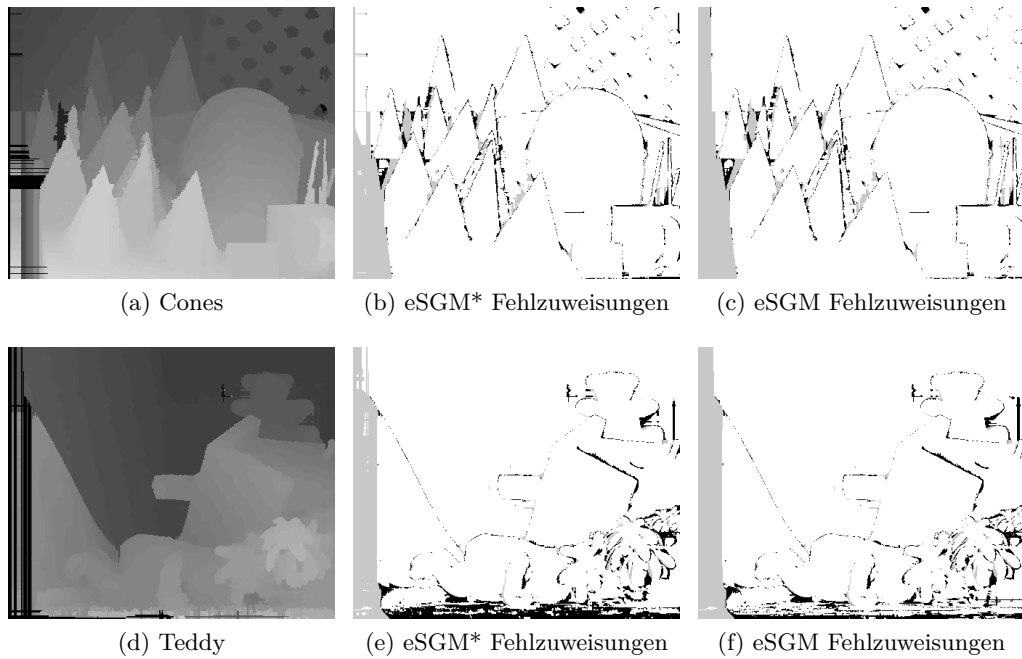 (a) Cones
(b) eSGM* Fehlzuweisungen
(c) eSGM Fehlzuweisungen
(d) Teddy
(e) eSGM* Fehlzuweisungen
(f) eSGM Fehlzuweisungen